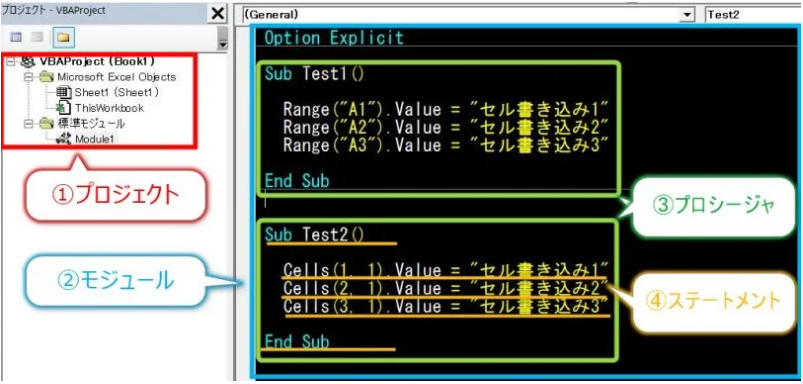 プロジェクト - VBAProject
VBAProject (Book1)
Microsoft Excel Objects
Sheet1 (Sheet1)
ThisWorkbook
標準モジュール
Module1
①プロジェクト
②モジュール
(General)
Test2
Option Explicit
Sub Test1()
Range("A1").Value = "セル書き込み1"
Range("A2").Value = "セル書き込み2"
Range("A3").Value = "セル書き込み3"
End Sub
③プロシージャ
Sub Test2()
Cells(1, 1).Value = "セル書き込み1"
Cells(2, 1).Value = "セル書き込み2"
Cells(3, 1).Value = "セル書き込み3"
End Sub
④ステートメント